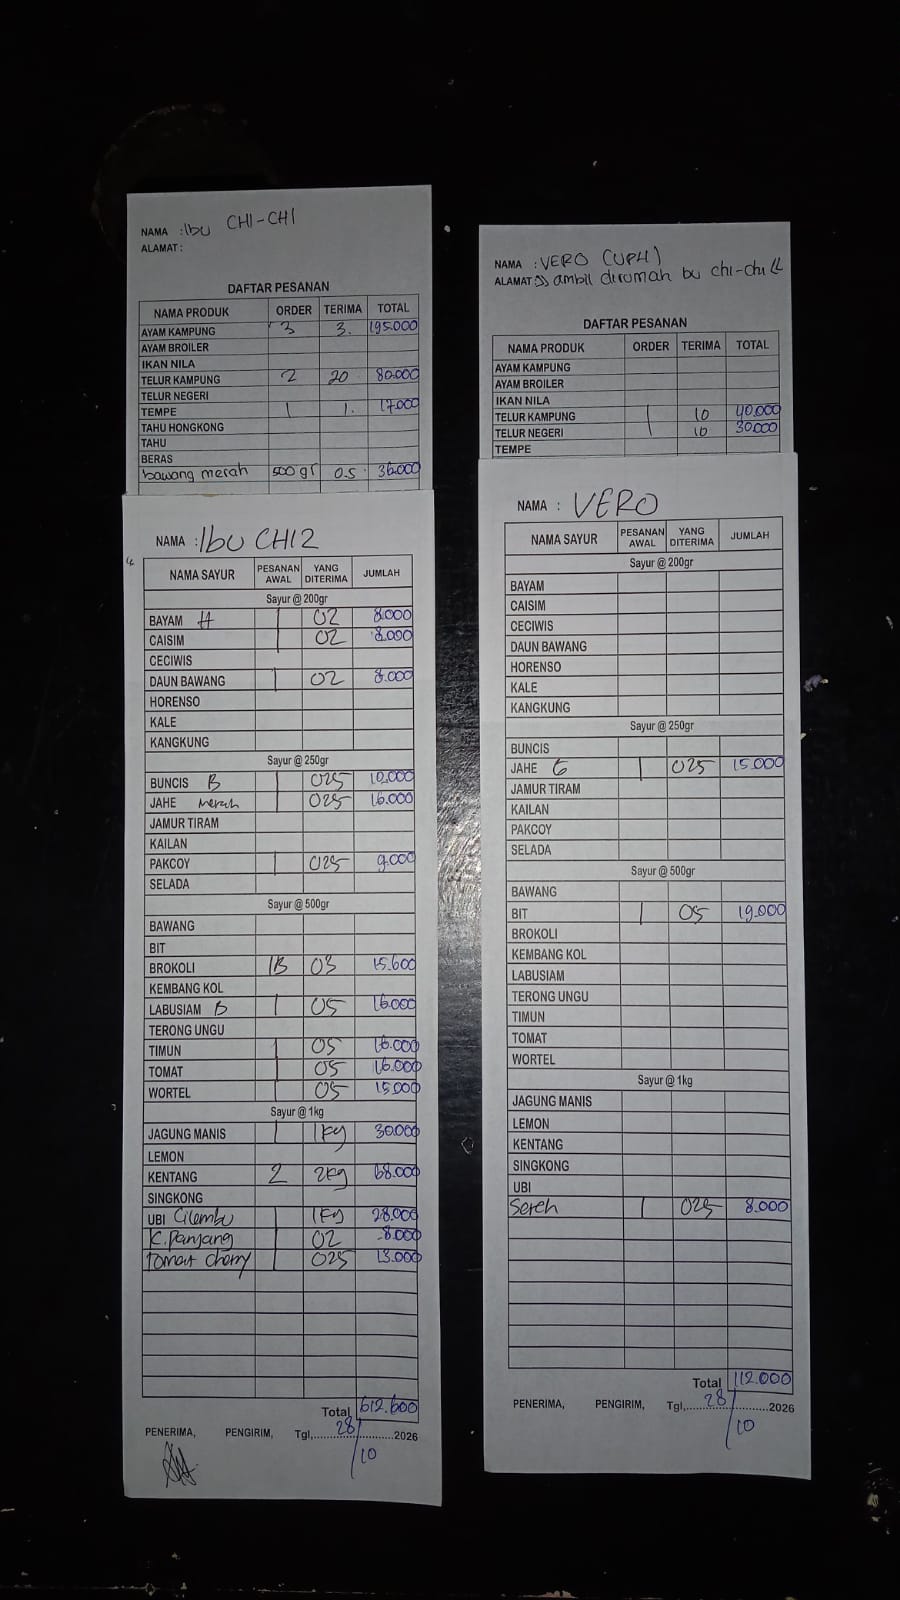 NAMA : Ibu CHI-CHI
ALAMAT :
DAFTAR PESANAN
NAMA PRODUK ORDER TERIMA TOTAL
AYAM KAMPUNG 3 3. 195.000
AYAM BROILER
IKAN NILA
TELUR KAMPUNG 2 20 80.000
TELUR NEGERI
TEMPE 1 1. 17.000
TAHU HONGKONG
TAHU
BERAS
bawang merah 500 gr 0.5 36.000
NAMA : Ibu CHI2
NAMA SAYUR PESANAN AWAL YANG DITERIMA JUMLAH
Sayur @ 200gr
BAYAM H 1 02 8.000
CAISIM 1 02 8.000
CECIWIS
DAUN BAWANG 1 02 8.000
HORENSO
KALE
KANGKUNG
Sayur @ 250gr
BUNCIS B 1 025 10.000
JAHE merah 1 025 16.000
JAMUR TIRAM
KAILAN
PAKCOY 1 025 9.000
SELADA
Sayur @ 500gr
BAWANG
BIT
BROKOLI 1B 03 15.600
KEMBANG KOL
LABUSIAM B 1 05 16.000
TERONG UNGU
TIMUN 1 05 16.000
TOMAT 1 05 16.000
WORTEL 1 05 15.000
Sayur @ 1kg
JAGUNG MANIS 1 1kg 30.000
LEMON
KENTANG 2 2kg 68.000
SINGKONG
UBI Cilembu 1 1kg 28.000
K. Panjang 1 02 8.000
Tomat Cherry 1 025 13.000
Total 612.600
PENERIMA, PENGIRIM, Tgl,.......28/10.......2026
NAMA : VERO (UPH)
ALAMAT : >> ambil dirumah bu chi-chi <<
DAFTAR PESANAN
NAMA PRODUK ORDER TERIMA TOTAL
AYAM KAMPUNG
AYAM BROILER
IKAN NILA
TELUR KAMPUNG 1 10 40.000
TELUR NEGERI 1 10 30.000
TEMPE
NAMA : VERO
NAMA SAYUR PESANAN AWAL YANG DITERIMA JUMLAH
Sayur @ 200gr
BAYAM
CAISIM
CECIWIS
DAUN BAWANG
HORENSO
KALE
KANGKUNG
Sayur @ 250gr
BUNCIS
JAHE G 1 025 15.000
JAMUR TIRAM
KAILAN
PAKCOY
SELADA
Sayur @ 500gr
BAWANG
BIT 1 05 19.000
BROKOLI
KEMBANG KOL
LABUSIAM
TERONG UNGU
TIMUN
TOMAT
WORTEL
Sayur @ 1kg
JAGUNG MANIS
LEMON
KENTANG
SINGKONG
UBI
Sereh 1 025 8.000
Total 112.000
PENERIMA, PENGIRIM, Tgl,.......28/10.......2026